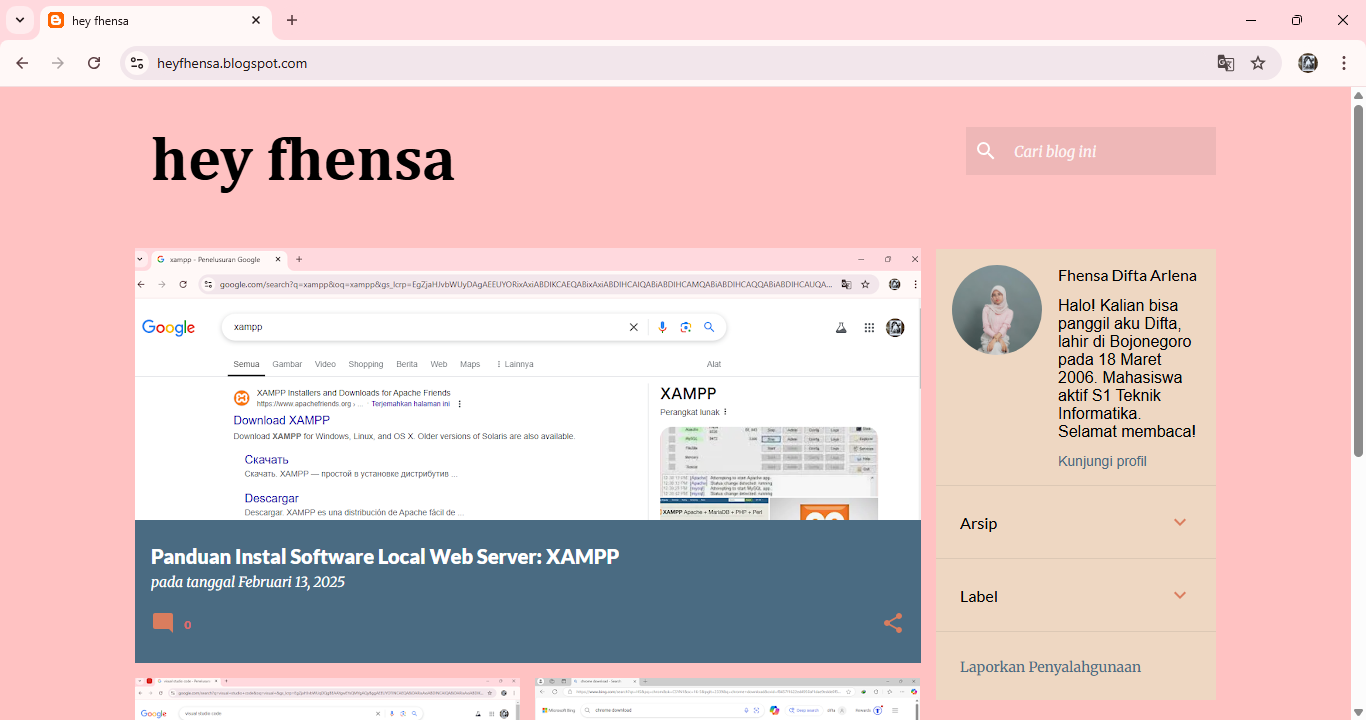 hey fhensa
heyfhensa.blogspot.com
hey fhensa
Cari blog ini
xampp - Penelusuran Google
google.com/search?q=xampp&oq=xampp&gs_lcrp=
xampp
Google
Semua Gambar Video Shopping Berita Web Maps Lainnya Alat
XAMPP Installers and Downloads for Apache Friends
https://www.apachefriends.org › ... · Terjemahkan halaman ini
Download XAMPP
Download XAMPP for Windows, Linux, and OS X. Older versions of Solaris are also available.
Скачать
Скачать. XAMPP — простой в установке дистрибутив ...
Descargar
Descargar. XAMPP es una distribución de Apache fácil de ...
XAMPP
Perangkat lunak
XAMPP Apache + MariaDB + PHP + Perl
Panduan Instal Software Local Web Server: XAMPP
pada tanggal Februari 13, 2025
0
Fhensa Difta Arlena
Halo! Kalian bisa
panggil aku Difta,
lahir di Bojonegoro
pada 18 Maret
2006. Mahasiswa
aktif S1 Teknik
Informatika.
Selamat membaca!
Kunjungi profil
Arsip
Label
Laporkan Penyalahgunaan
Google
visual studio code
Microsoft Bing
chrome download